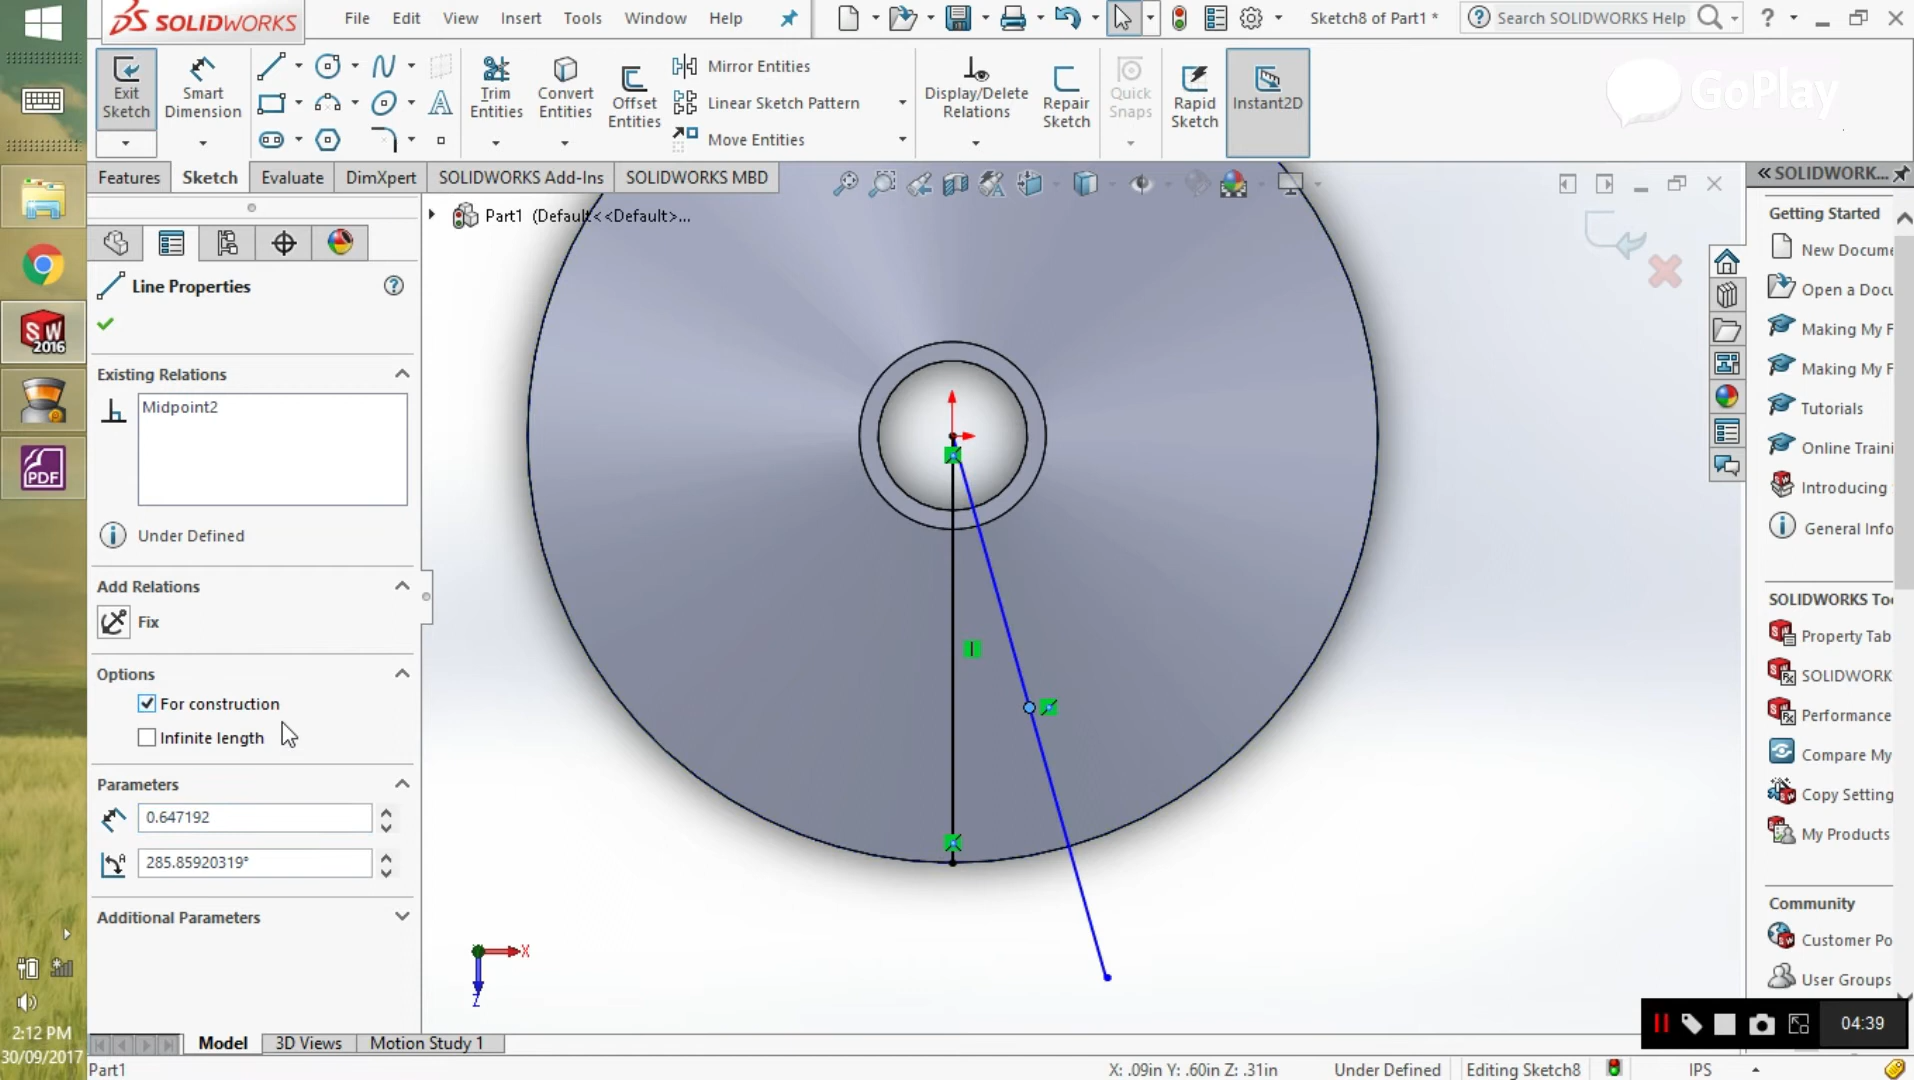 SOLIDWORKS File Edit View Insert Tools Window Help Sketch8 of Part1 * Search SOLIDWORKS Help ?
GoPlay
Exit Sketch
Smart Dimension
Trim Entities
Convert Entities
Offset Entities
Mirror Entities
Linear Sketch Pattern
Move Entities
Display/Delete Relations
Repair Sketch
Quick Snaps
Rapid Sketch
Instant2D
Features Sketch Evaluate DimXpert SOLIDWORKS Add-Ins SOLIDWORKS MBD
Part1 (Default<<Default>...
Line Properties
Existing Relations
Midpoint2
Under Defined
Add Relations
Fix
Options
For construction
Infinite length
Parameters
0.647192
285.85920319°
Additional Parameters
X
Z
SOLIDWORK...
Getting Started
New Docume
Open a Docu
Making My F
Making My F
Tutorials
Online Traini
Introducing
General Info
SOLIDWORKS Too
Property Tab
SOLIDWORK
Performance
Compare My
Copy Setting
My Products
Community
Customer Po
User Groups
04:39
SW
2016
PDF
2:12 PM
30/09/2017
Model 3D Views Motion Study 1
Part1 X: .09in Y: .60in Z: .31in Under Defined Editing Sketch8 IPS